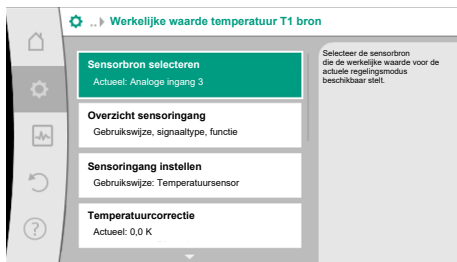 ..▸ Werkelijke waarde temperatuur T1 bron
Sensorbron selecteren
Actueel: Analoge ingang 3
Overzicht sensoringang
Gebruikswijze, signaaltype, functie
Sensoringang instellen
Gebruikswijze: Temperatuursensor
Temperatuurcorrectie
Actueel: 0,0 K
Selecteer de sensorbron
die de werkelijke waarde voor de
actuele regelingsmodus
beschikbaar stelt.
?